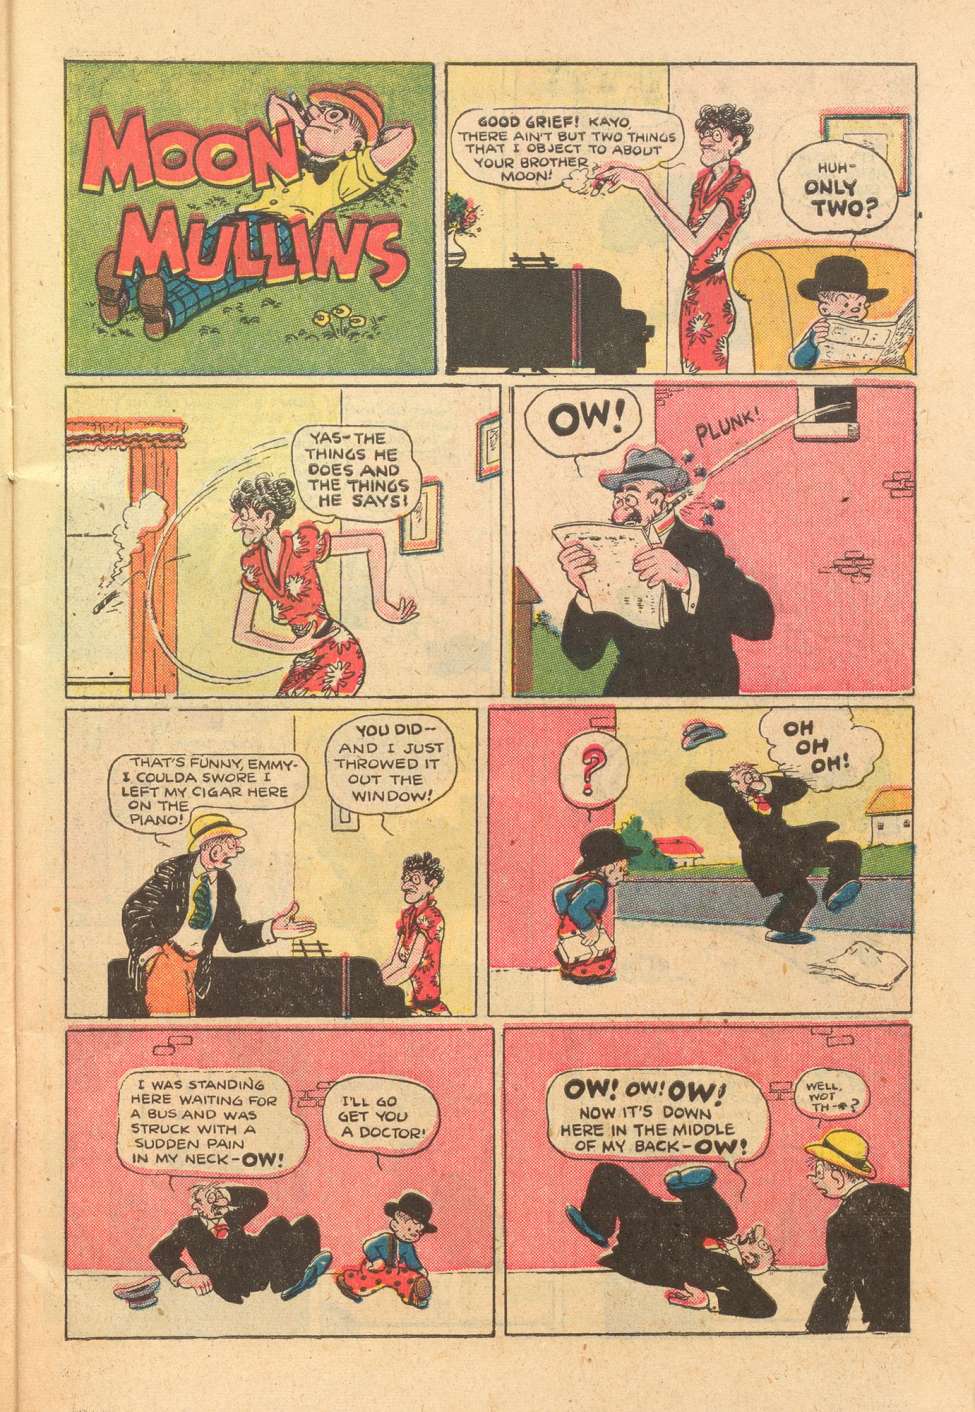 MOON
MULLINS
GOOD GRIEF! KAYO,
THERE AIN'T BUT TWO THINGS
THAT I OBJECT TO ABOUT
YOUR BROTHER
MOON!
HUH-
ONLY
TWO?
YAS-THE
THINGS HE
DOES AND
THE THINGS
HE SAYS!
OW!
PLUNK!
THAT'S FUNNY, EMMY-
I COULDA SWORE I
LEFT MY CIGAR HERE
ON THE
PIANO!
YOU DID--
AND I JUST
THROWED IT
OUT THE
WINDOW!
?
OH
OH
OH!
I WAS STANDING
HERE WAITING FOR
A BUS AND WAS
STRUCK WITH A
SUDDEN PAIN
IN MY NECK-OW!
I'LL GO
GET YOU
A DOCTOR!
OW! OW! OW!
NOW IT'S DOWN
HERE IN THE MIDDLE
OF MY BACK-OW!
WELL,
WOT
TH-*?